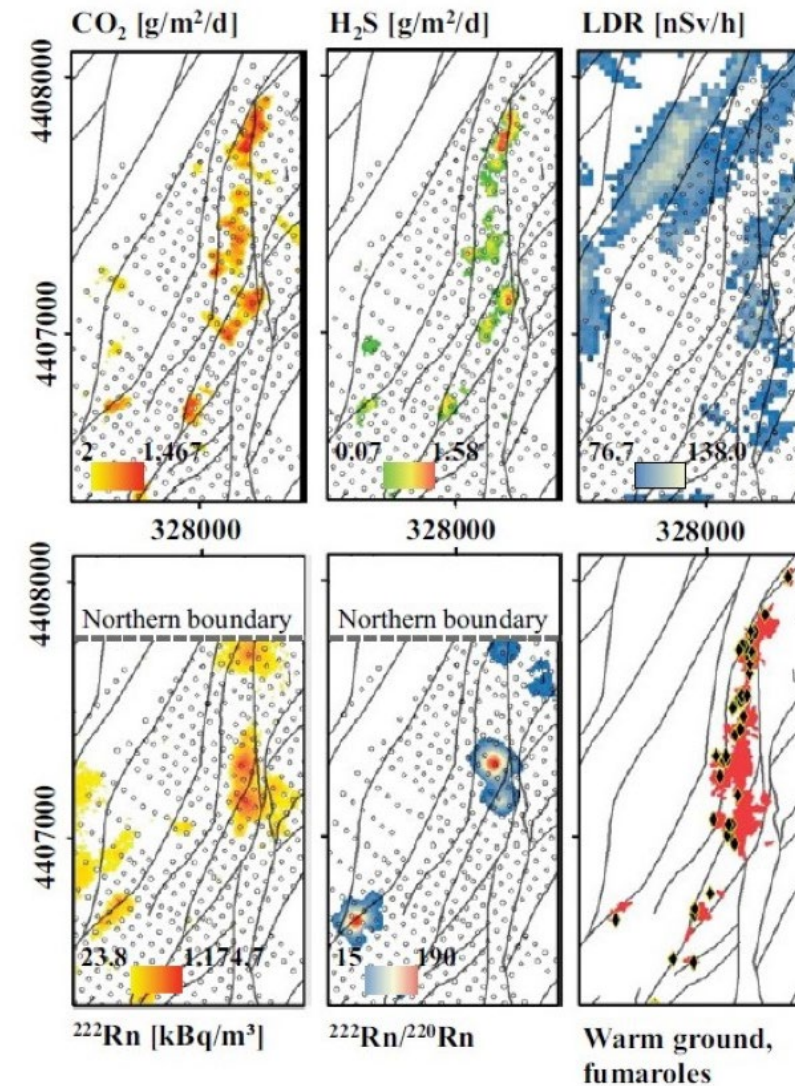 CO₂ [g/m²/d] H₂S [g/m²/d] LDR [nSv/h]
4408000
4407000
2 1.467 0.07 1.58 76.7 138.0
328000 328000
4408000
Northern boundary Northern boundary
4407000
23.8 1.174,7 15 190
²²²Rn [kBq/m³] ²²²Rn/²²⁰Rn Warm ground,
fumaroles